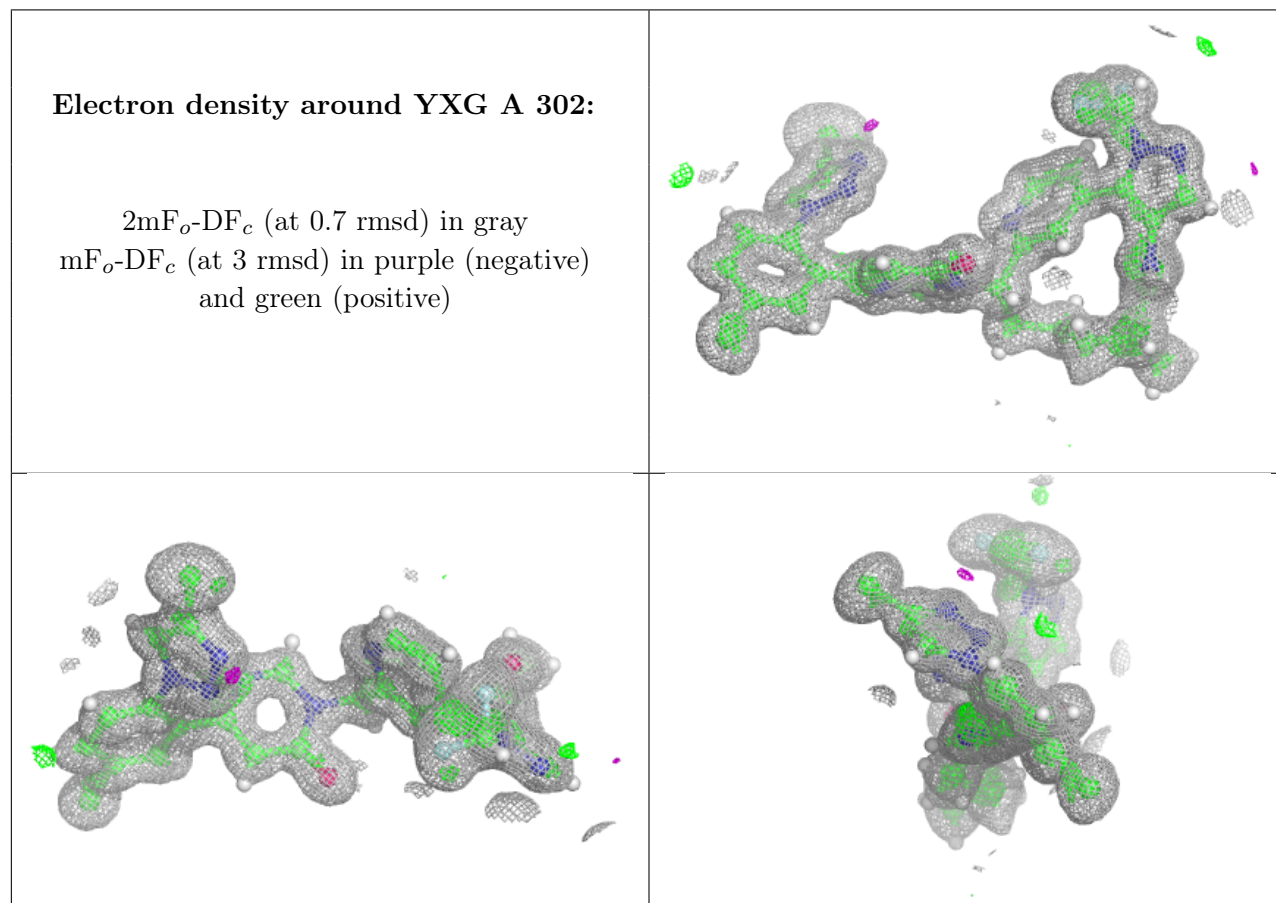 Electron density around YXG A 302:
2mFo-DFc (at 0.7 rmsd) in gray
mFo-DFc (at 3 rmsd) in purple (negative)
and green (positive)